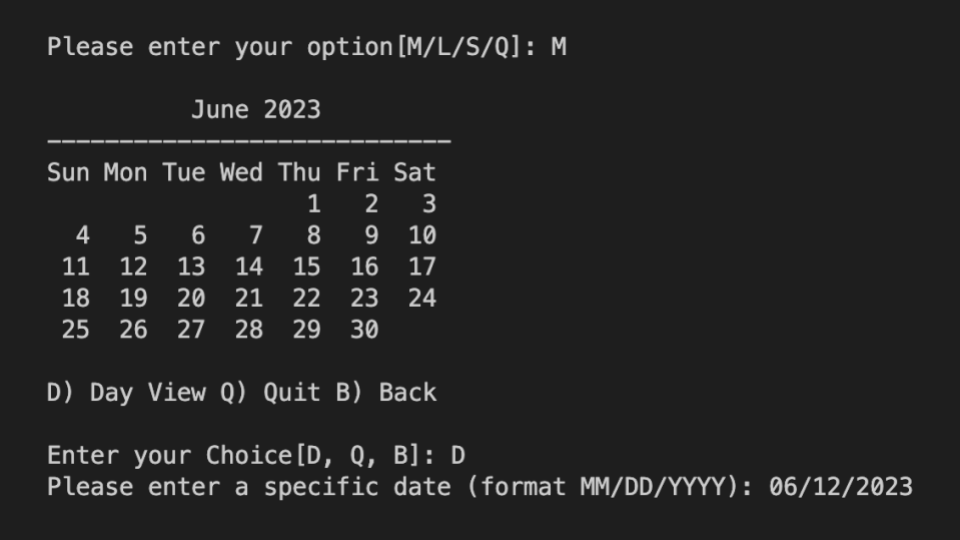 Please enter your option[M/L/S/Q]: M
June 2023
----------------------------
Sun Mon Tue Wed Thu Fri Sat
1 2 3
4 5 6 7 8 9 10
11 12 13 14 15 16 17
18 19 20 21 22 23 24
25 26 27 28 29 30
D) Day View Q) Quit B) Back
Enter your Choice[D, Q, B]: D
Please enter a specific date (format MM/DD/YYYY): 06/12/2023